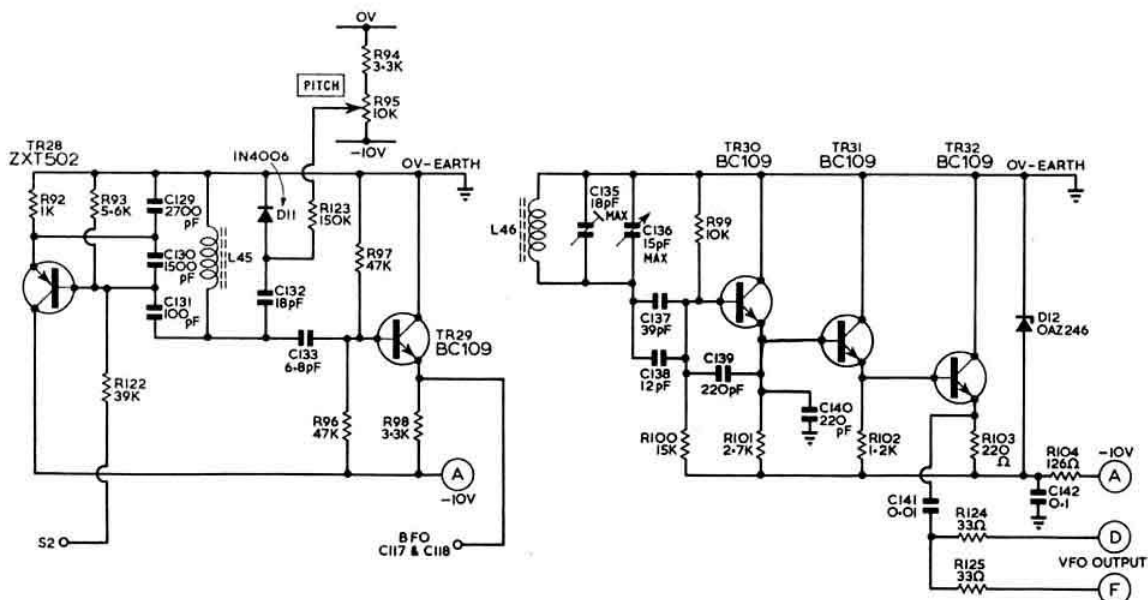 0V
R94
3·3K
PITCH
R95
10K
-10V
TR28
ZXT502
IN4006
0V-EARTH
R92
1K
R93
5·6K
C129
2700
pF
D11
R123
150K
C130
1500
pF
L45
R97
47K
C131
100
pF
C132
18pF
C133
6·8pF
TR29
BC109
R122
39K
R96
47K
R98
3·3K
A
-10V
S2
BFO
C117 & C118
TR30
BC109
TR31
BC109
TR32
BC109
0V-EARTH
L46
C135
18pF
MAX
C136
15pF
MAX
R99
10K
C137
39pF
C138
12pF
C139
220pF
D12
OAZ246
C140
220
pF
R100
15K
R101
2·7K
R102
1·2K
R103
220
Ω
R104
126Ω
-10V
A
C141
0·01
C142
0·1
R124
33Ω
D
VFO OUTPUT
R125
33Ω
F